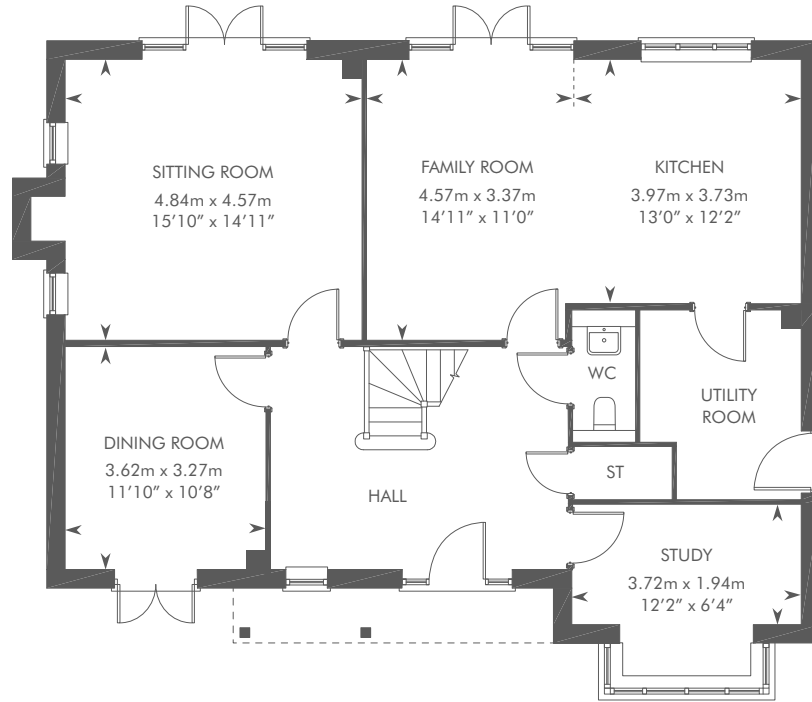 SITTING ROOM
4.84m x 4.57m
15′10″ x 14′11″
FAMILY ROOM
4.57m x 3.37m
14′11″ x 11′0″
KITCHEN
3.97m x 3.73m
13′0″ x 12′2″
WC
UTILITY
ROOM
DINING ROOM
3.62m x 3.27m
11′10″ x 10′8″
HALL
ST
STUDY
3.72m x 1.94m
12′2″ x 6′4″